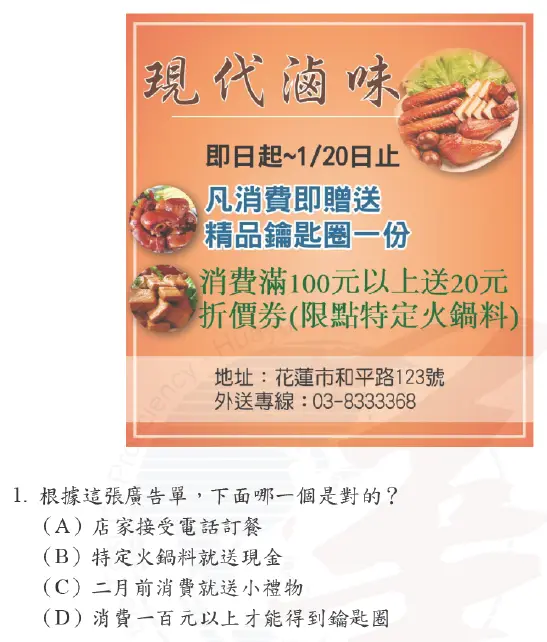 現代滷味
即日起~1/20日止
凡消費即贈送
精品鑰匙圈一份
消費滿100元以上送20元
折價券(限點特定火鍋料)
地址：花蓮市和平路123號
外送專線：03-8333368
1. 根據這張廣告單，下面哪一個是對的？
（A）店家接受電話訂餐
（B）特定火鍋料就送現金
（C）二月前消費就送小禮物
（D）消費一百元以上才能得到鑰匙圈